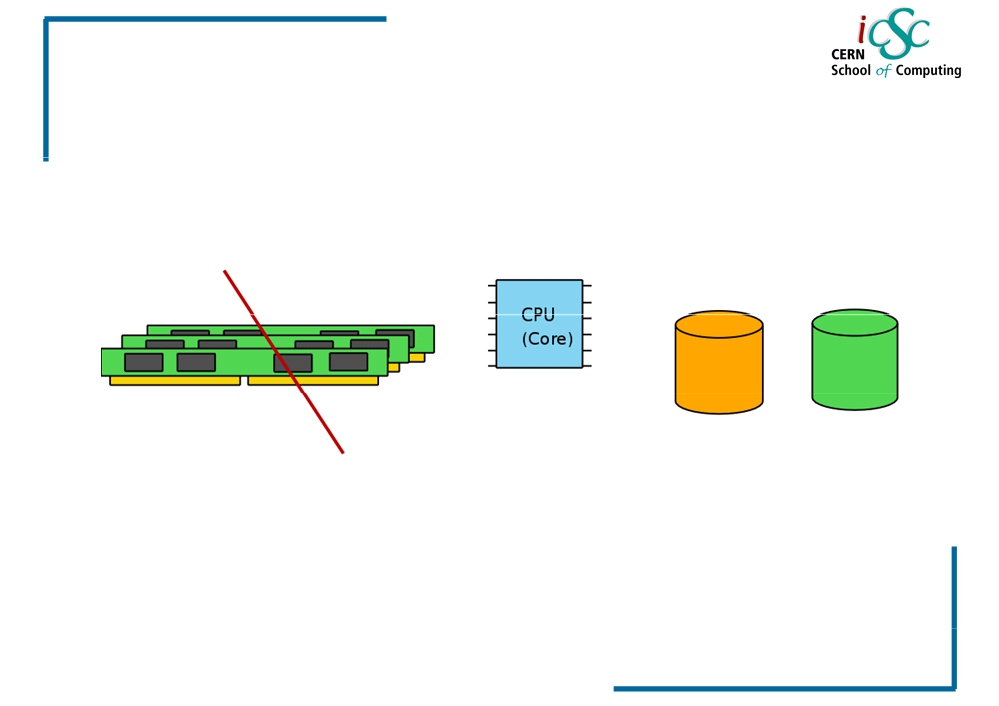 iCSC
CERN
School of Computing
CPU
(Core)